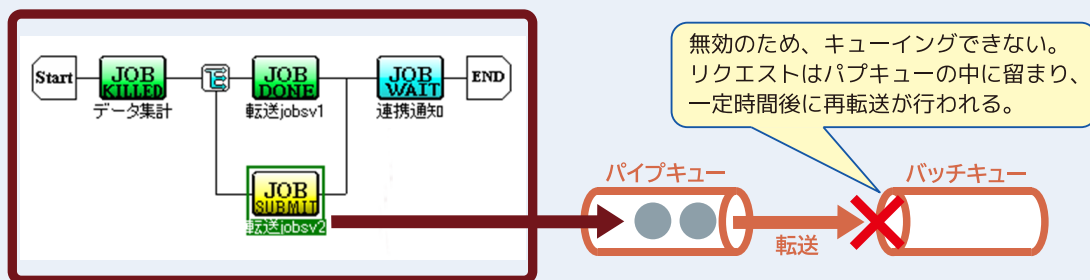 無効のため、キューイングできない。
リクエストはパプキューの中に留まり、
一定時間後に再転送が行われる。
Start
JOB
KILLED
データ集計
JOB
DONE
転送jobsv1
JOB
WAIT
連携通知
END
JOB
SUBMIT
転送jobsv2
パイプキュー
転送
バッチキュー